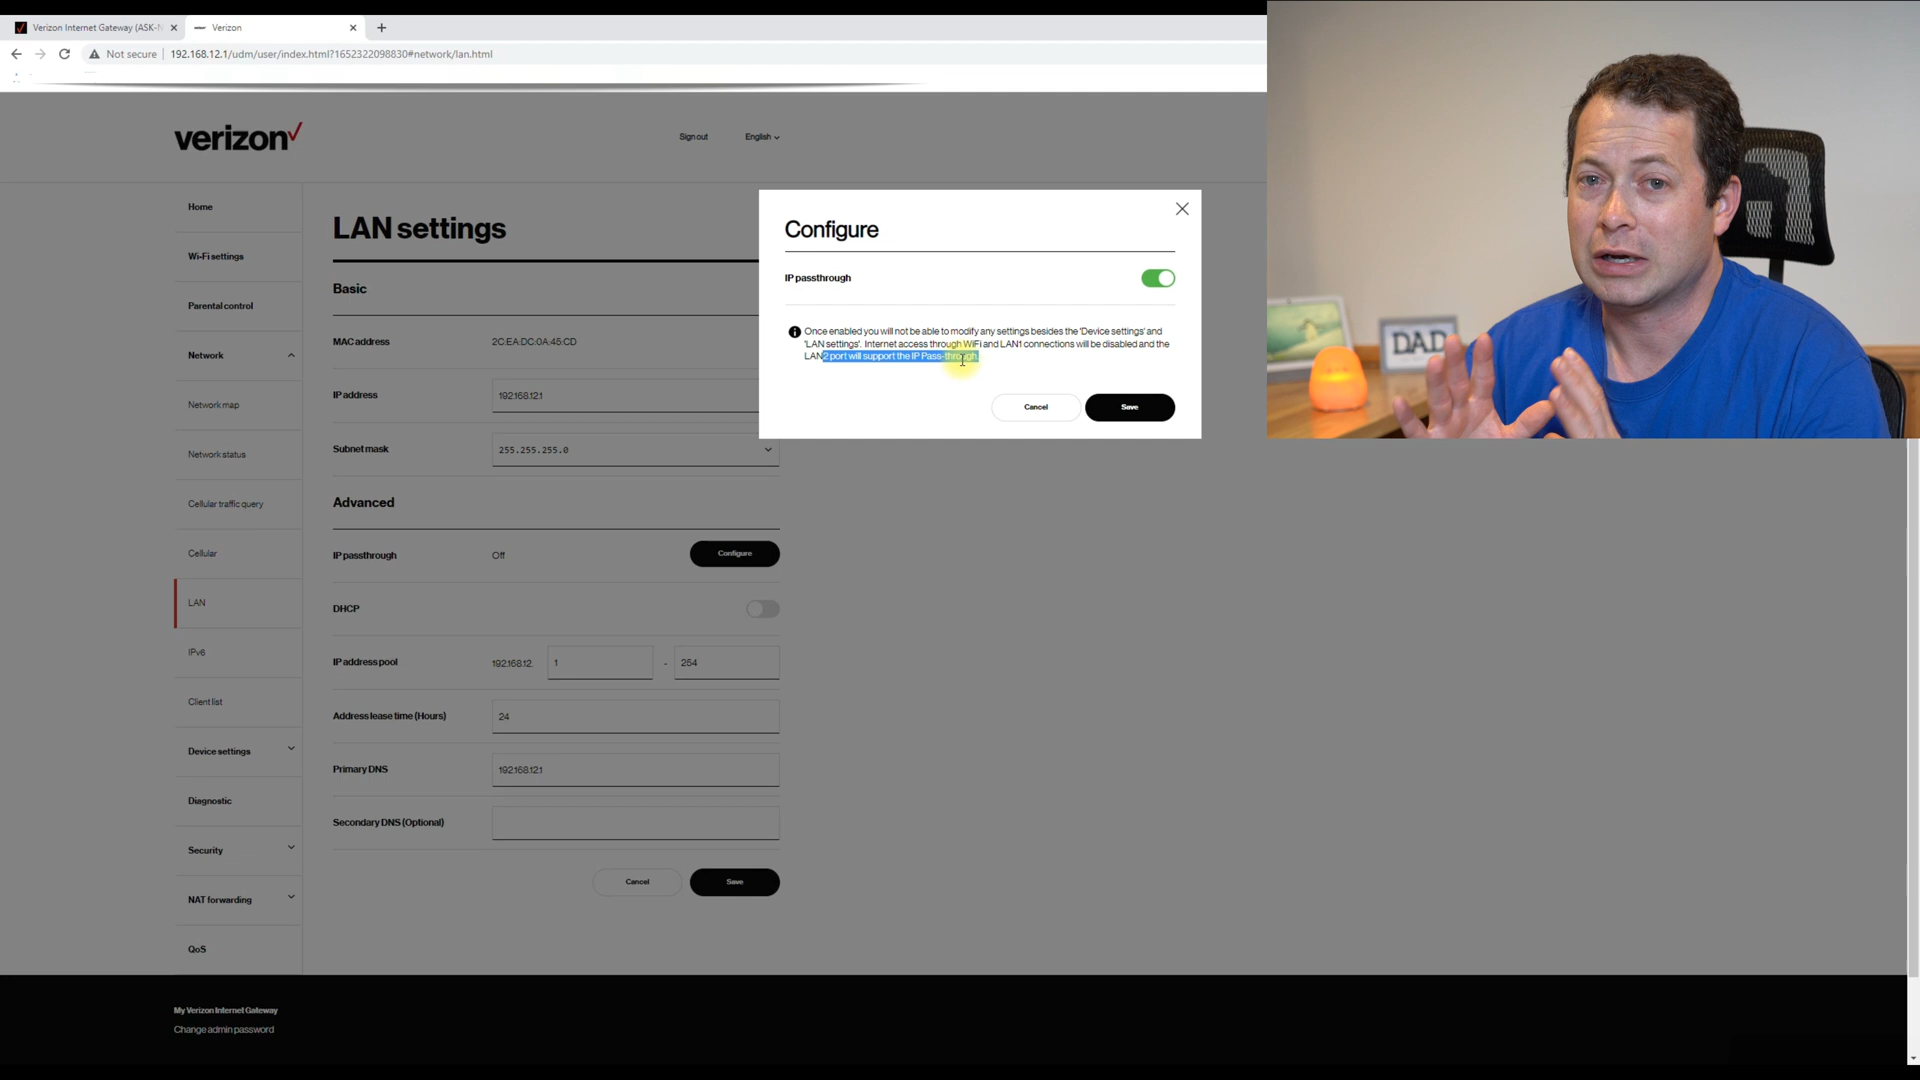 Verizon Internet Gateway (ASK-N
Verizon
Not secure
192.168.12.1/udm/user/index.html?1652322098830#network/lan.html
verizon
Sign out
English
Home
Wi-Fi settings
Parental control
Network
Network map
Network status
Cellular traffic query
Cellular
LAN
IPv6
Client list
Device settings
Diagnostic
Security
NAT forwarding
QoS
LAN settings
Basic
MAC address 2C:EA:DC:0A:45:CD
IP address 192.168.12.1
Subnet mask 255.255.255.0
Advanced
IP passthrough Off Configure
DHCP
IP address pool 192.168.12. 1 - 254
Address lease time (Hours) 24
Primary DNS 192.168.12.1
Secondary DNS (Optional)
Cancel Save
Configure
IP passthrough
Once enabled you will not be able to modify any settings besides the 'Device settings' and
'LAN settings'. Internet access through WiFi and LAN1 connections will be disabled and the
LAN2 port will support the IP Pass-through.
Cancel Save
DAD
My Verizon Internet Gateway
Change admin password